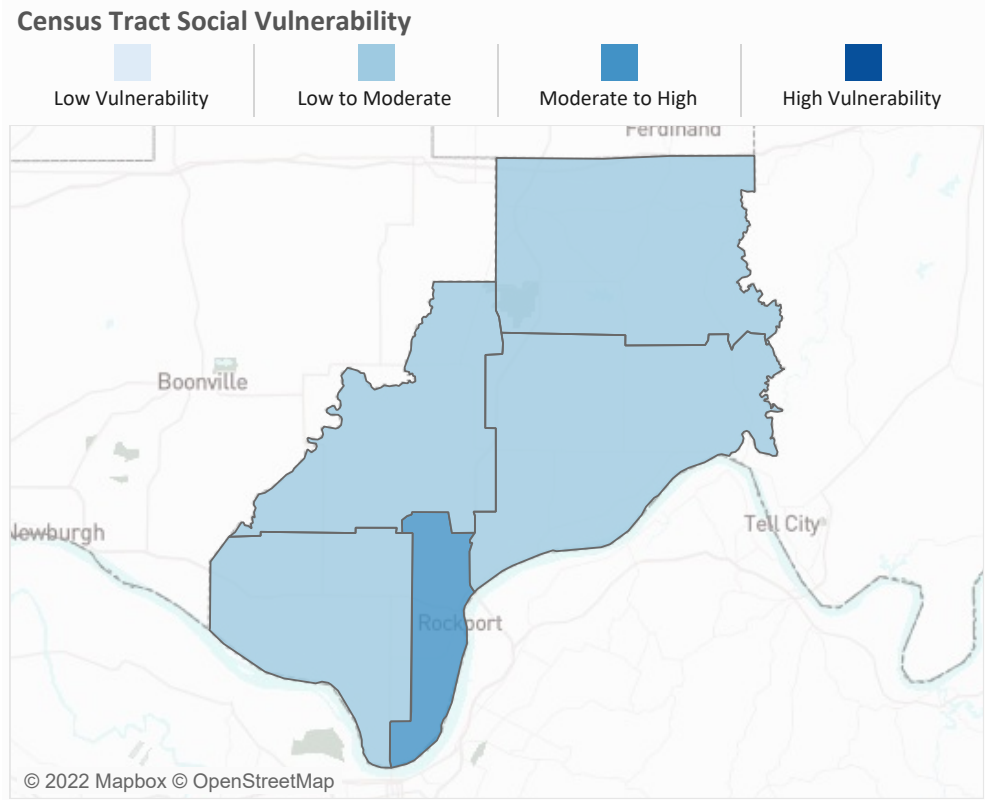 Census Tract Social Vulnerability
Low Vulnerability
Low to Moderate
Moderate to High
High Vulnerability
Ferdinand
Boonville
Newburgh
Tell City
Rockport
© 2022 Mapbox © OpenStreetMap